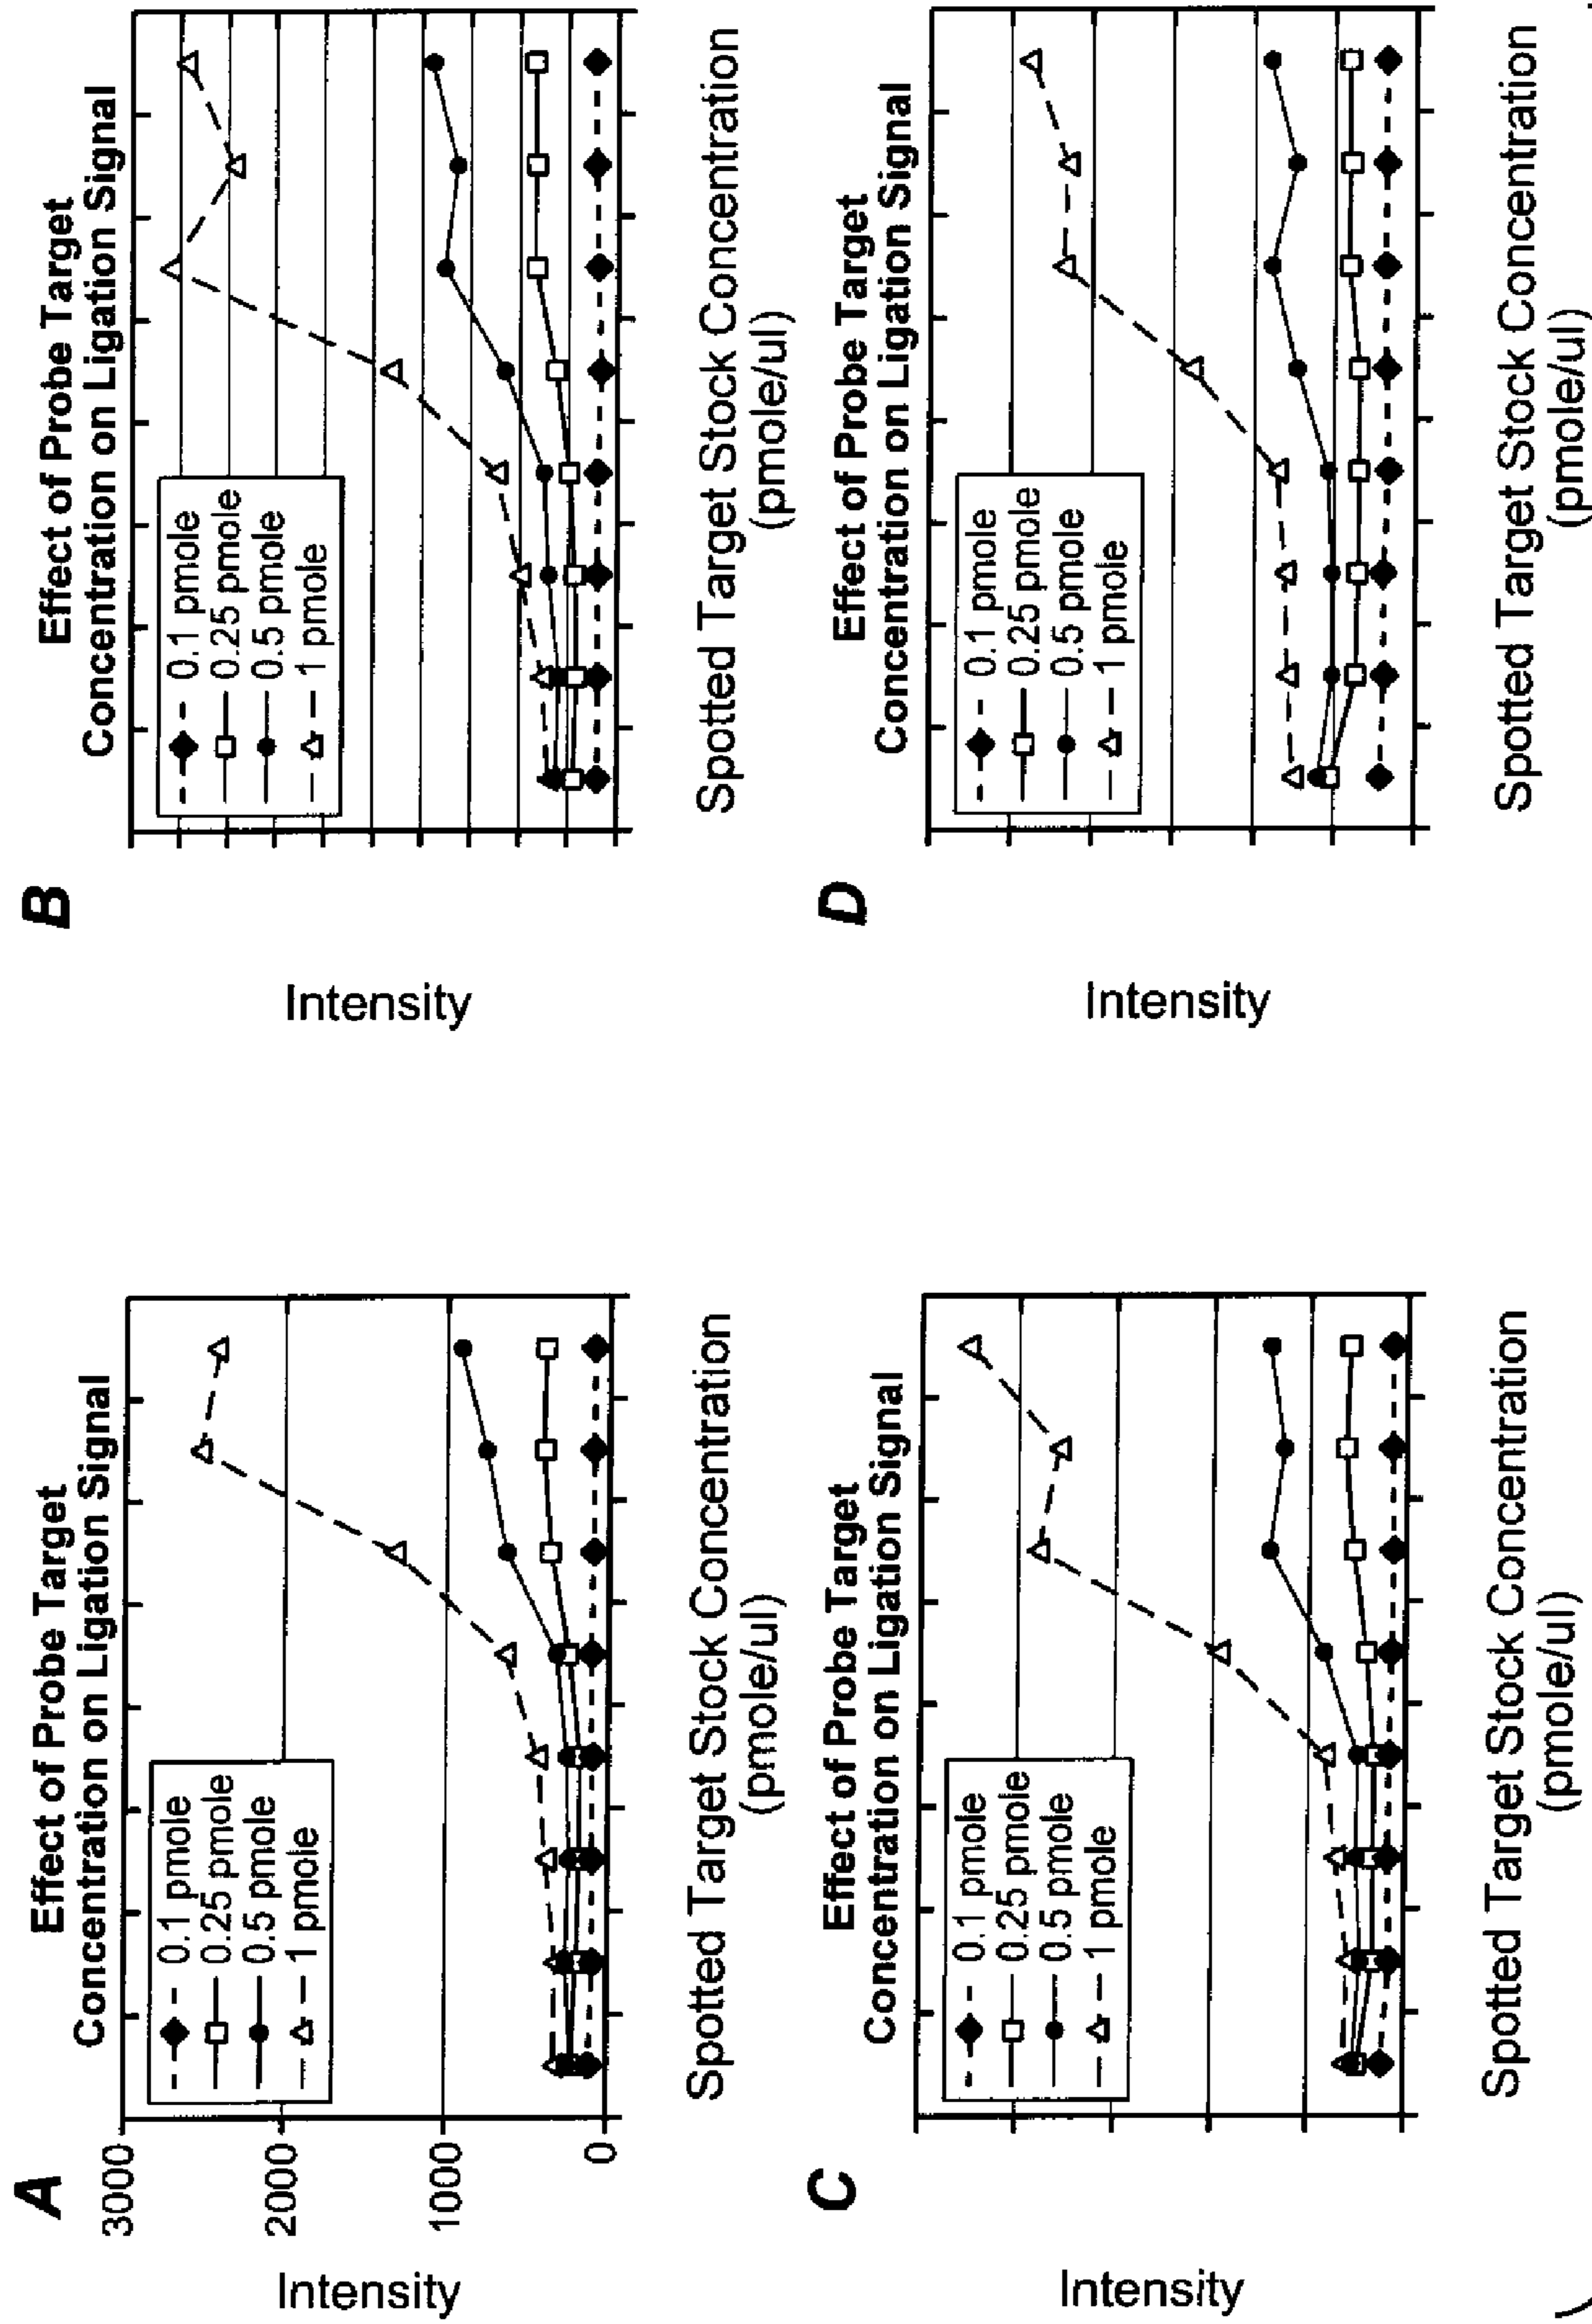 A
Effect of Probe Target
Concentration on Ligation Signal
3000
2000
1000
0
Intensity
0.1 pmole
0.25 pmole
0.5 pmole
1 pmole
Spotted Target Stock Concentration
(pmole/ul)
B
Effect of Probe Target
Concentration on Ligation Signal
Intensity
0.1 pmole
0.25 pmole
0.5 pmole
1 pmole
Spotted Target Stock Concentration
(pmole/ul)
C
Effect of Probe Target
Concentration on Ligation Signal
Intensity
0.1 pmole
0.25 pmole
0.5 pmole
1 pmole
Spotted Target Stock Concentration
(pmole/ul)
D
Effect of Probe Target
Concentration on Ligation Signal
Intensity
0.1 pmole
0.25 pmole
0.5 pmole
1 pmole
Spotted Target Stock Concentration
(pmole/ul)